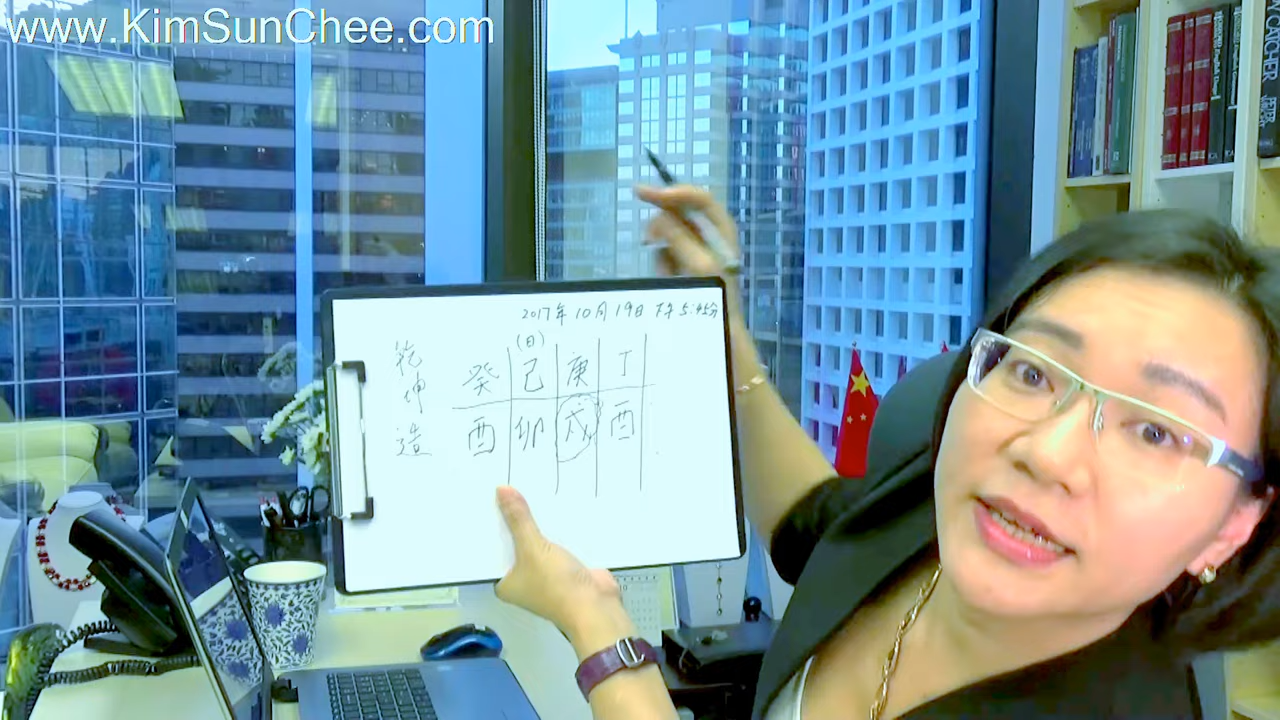 www.KimSunChee.com
2017年10月19日 下午5:45分
(日)
乾坤造
癸 己 庚 丁
酉 卯 戌 酉